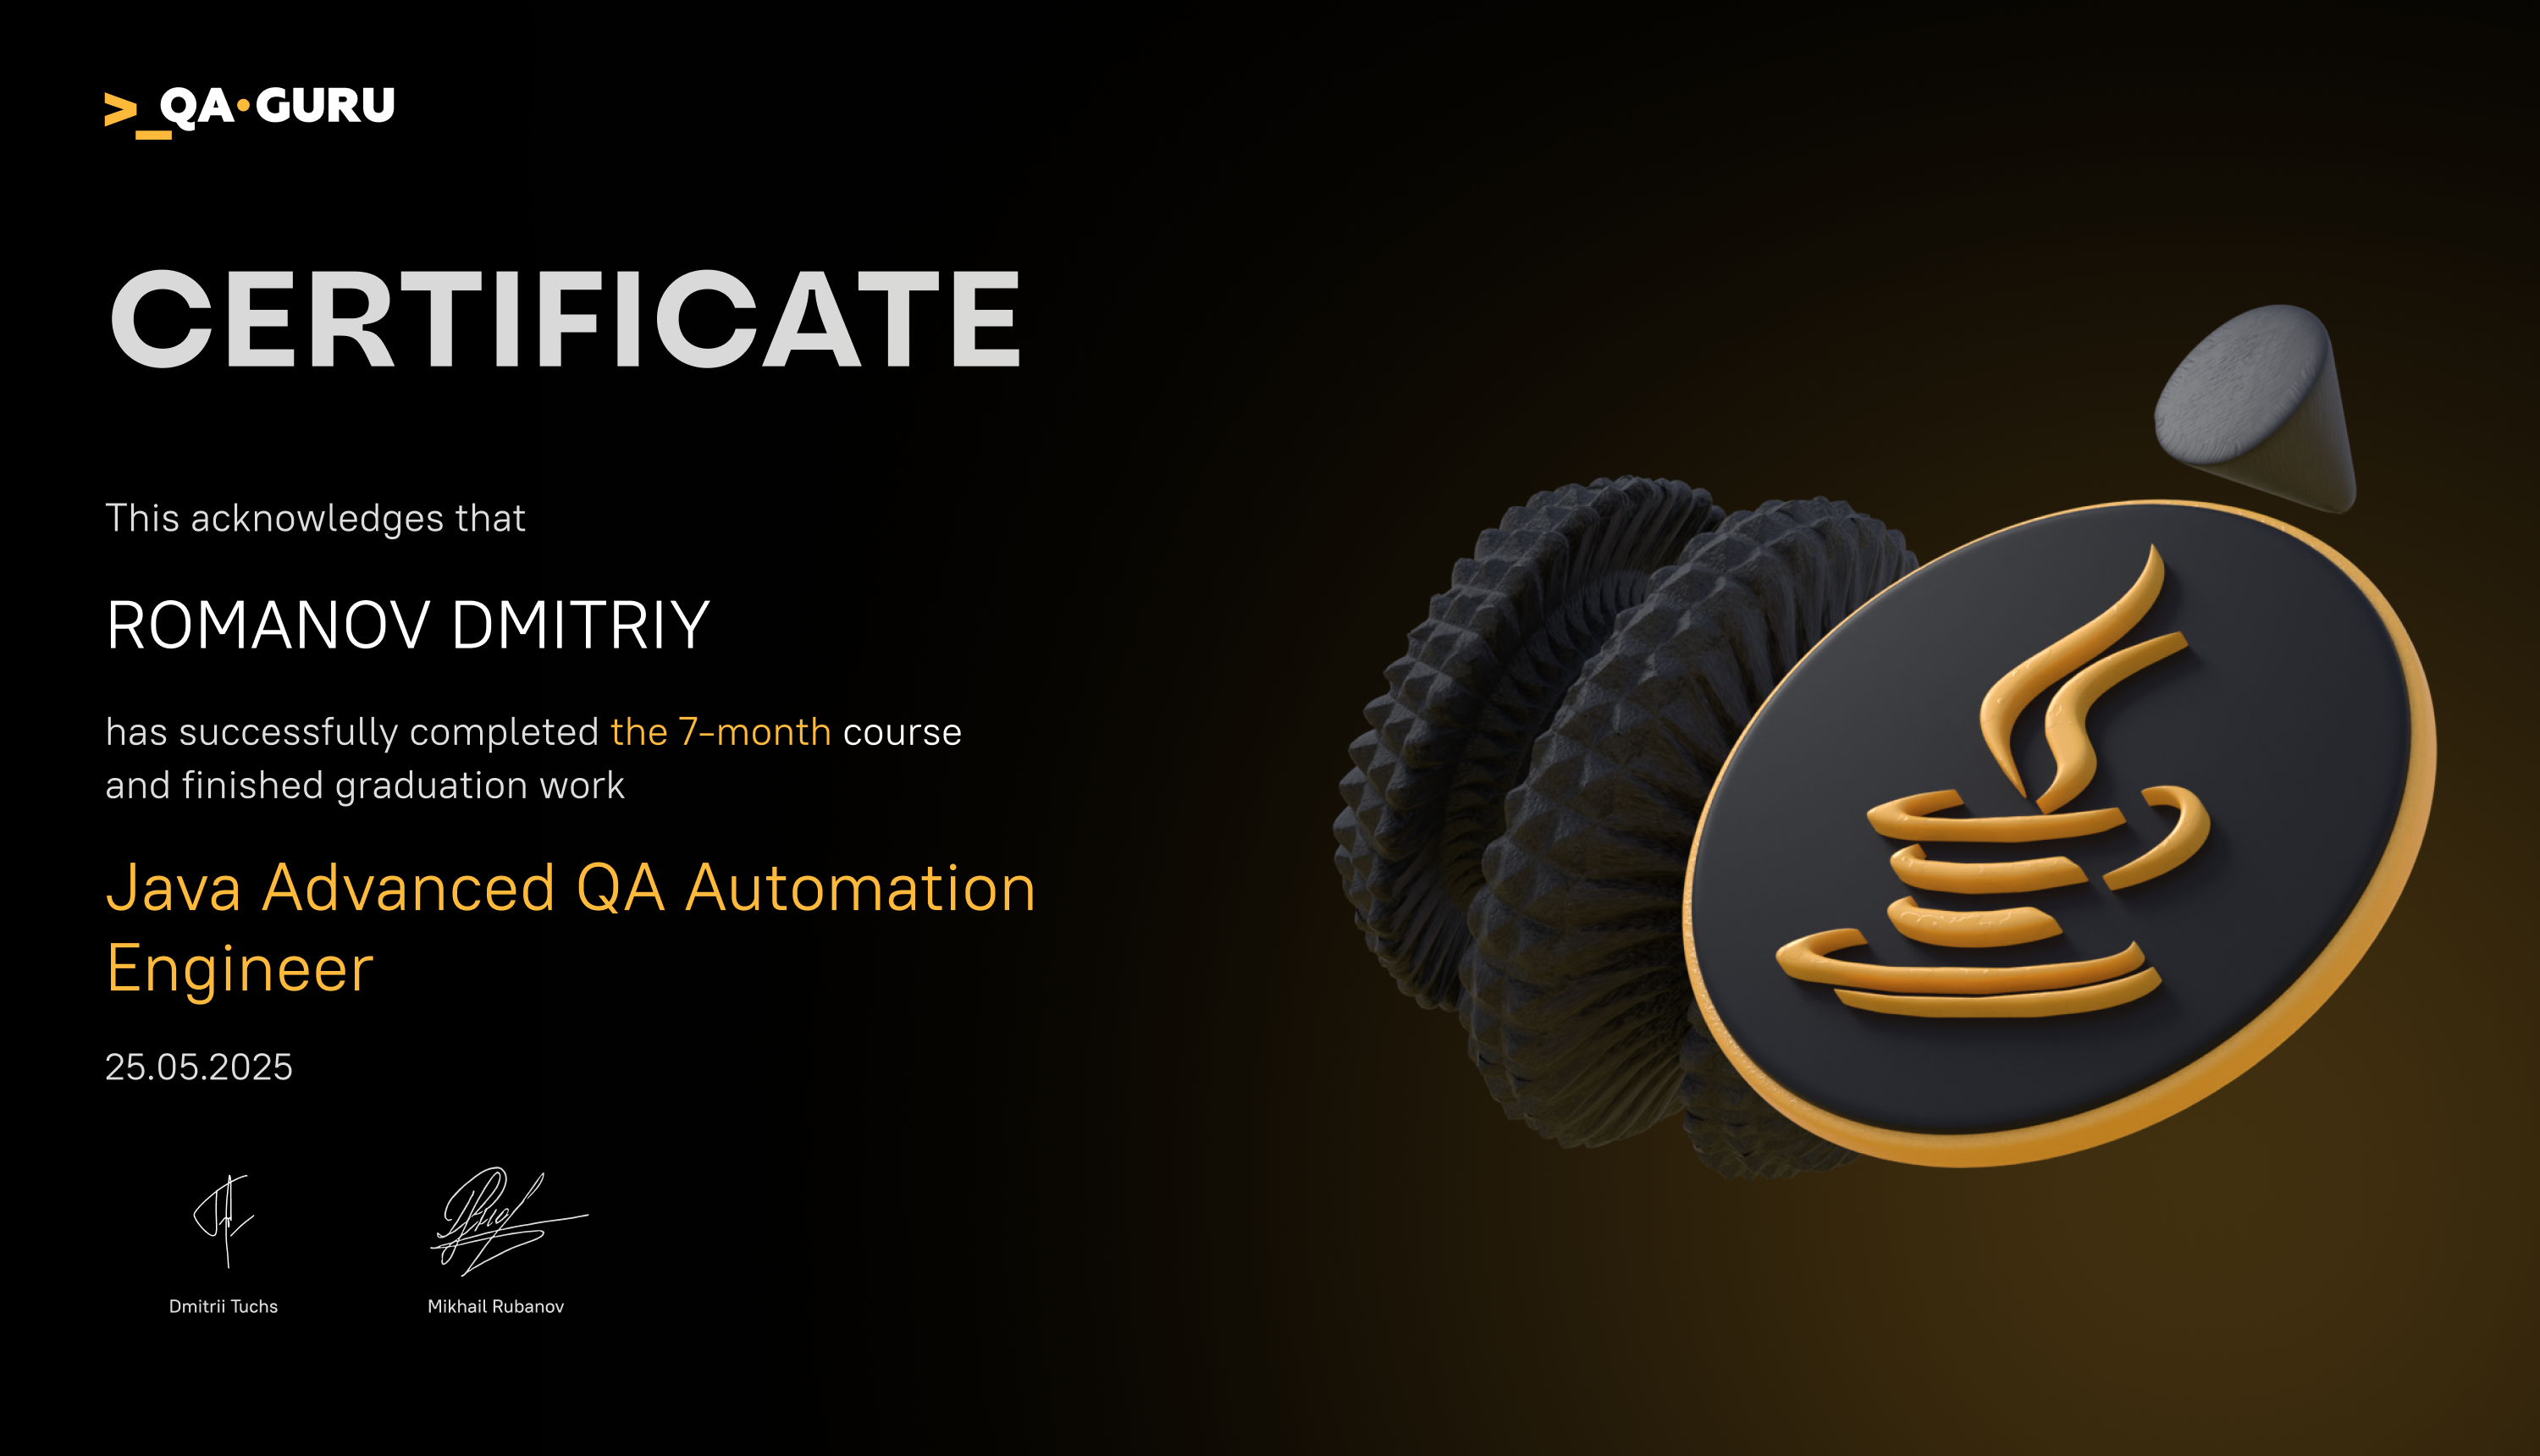 >_QA·GURU
CERTIFICATE
This acknowledges that
ROMANOV DMITRIY
has successfully completed the 7-month course
and finished graduation work
Java Advanced QA Automation
Engineer
25.05.2025
Dmitrii Tuchs
Mikhail Rubanov